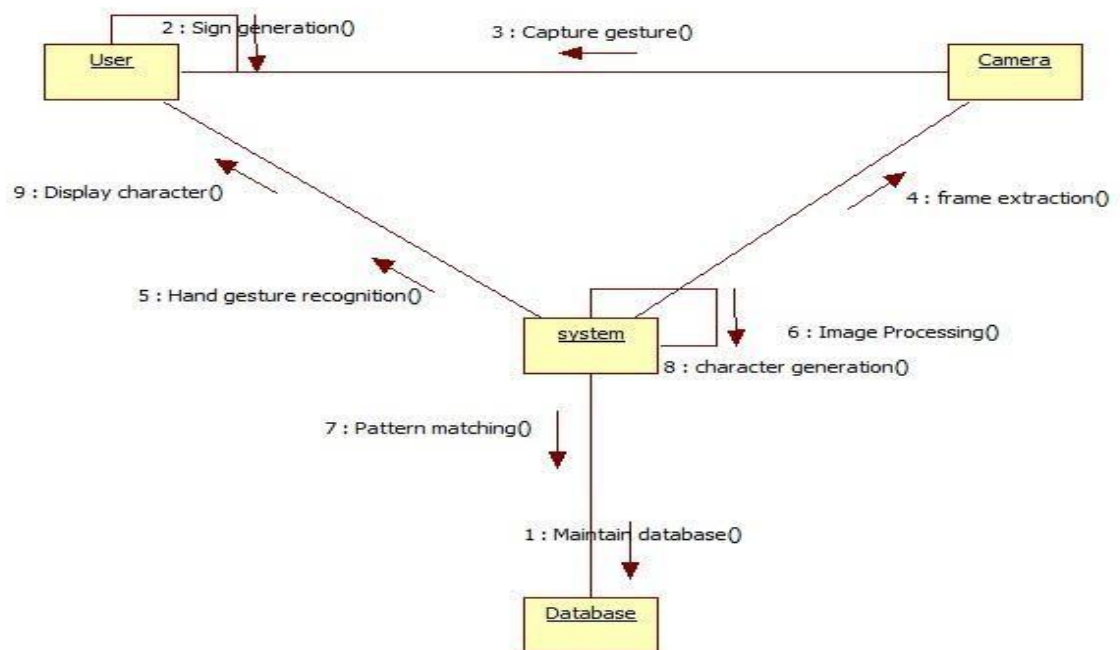 2 : Sign generation()
3 : Capture gesture()
User
Camera
9 : Display character()
4 : frame extraction()
5 : Hand gesture recognition()
system
6 : Image Processing()
8 : character generation()
7 : Pattern matching()
1 : Maintain database()
Database